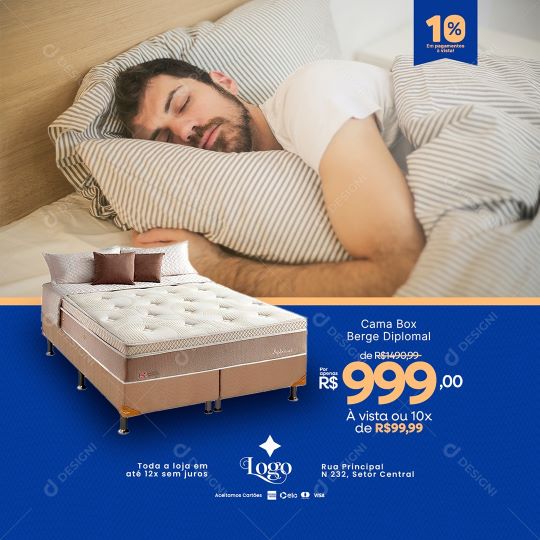 10%
Em pagamentos
à vista!
Cama Box
Berge Diplomal
de R$1490,99
Por
apenas
R$ 999,00
À vista ou 10x
de R$99,99
Toda a loja em
até 12x sem juros
Logo
Rua Principal
N 232, Setor Central
Aceitamos Cartões
elo
VISA
DESIGNI